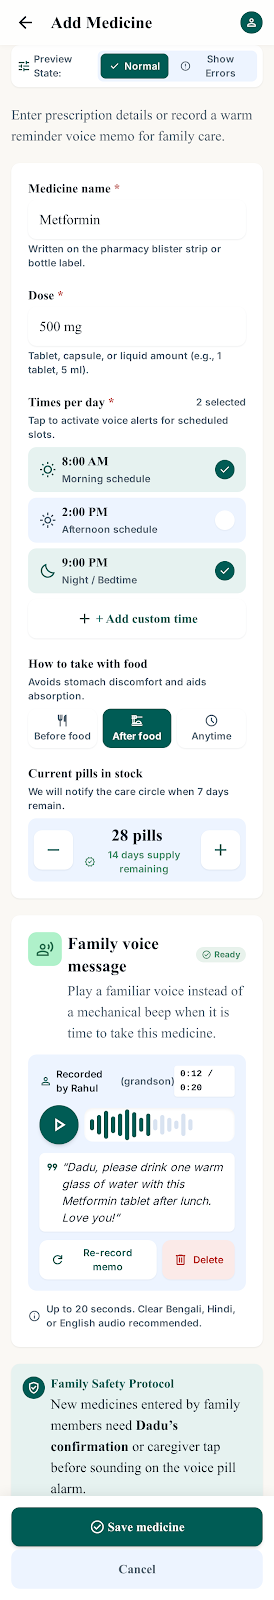 Add Medicine
Preview
State:
Normal
Show
Errors
Enter prescription details or record a warm
reminder voice memo for family care.
Medicine name *
Metformin
Written on the pharmacy blister strip or
bottle label.
Dose *
500 mg
Tablet, capsule, or liquid amount (e.g., 1
tablet, 5 ml).
Times per day *
2 selected
Tap to activate voice alerts for scheduled
slots.
8:00 AM
Morning schedule
2:00 PM
Afternoon schedule
9:00 PM
Night / Bedtime
+ Add custom time
How to take with food
Avoids stomach discomfort and aids
absorption.
Before food
After food
Anytime
Current pills in stock
We will notify the care circle when 7 days
remain.
28 pills
14 days supply
remaining
Family voice
message
Ready
Play a familiar voice instead of
a mechanical beep when it is
time to take this medicine.
Recorded
by Rahul
(grandson)
0:12 /
0:20
"Dadu, please drink one warm
glass of water with this
Metformin tablet after lunch.
Love you!"
Re-record
memo
Delete
Up to 20 seconds. Clear Bengali, Hindi,
or English audio recommended.
Family Safety Protocol
New medicines entered by family
members need Dadu's
confirmation or caregiver tap
before sounding on the voice pill
alarm.
Save medicine
Cancel